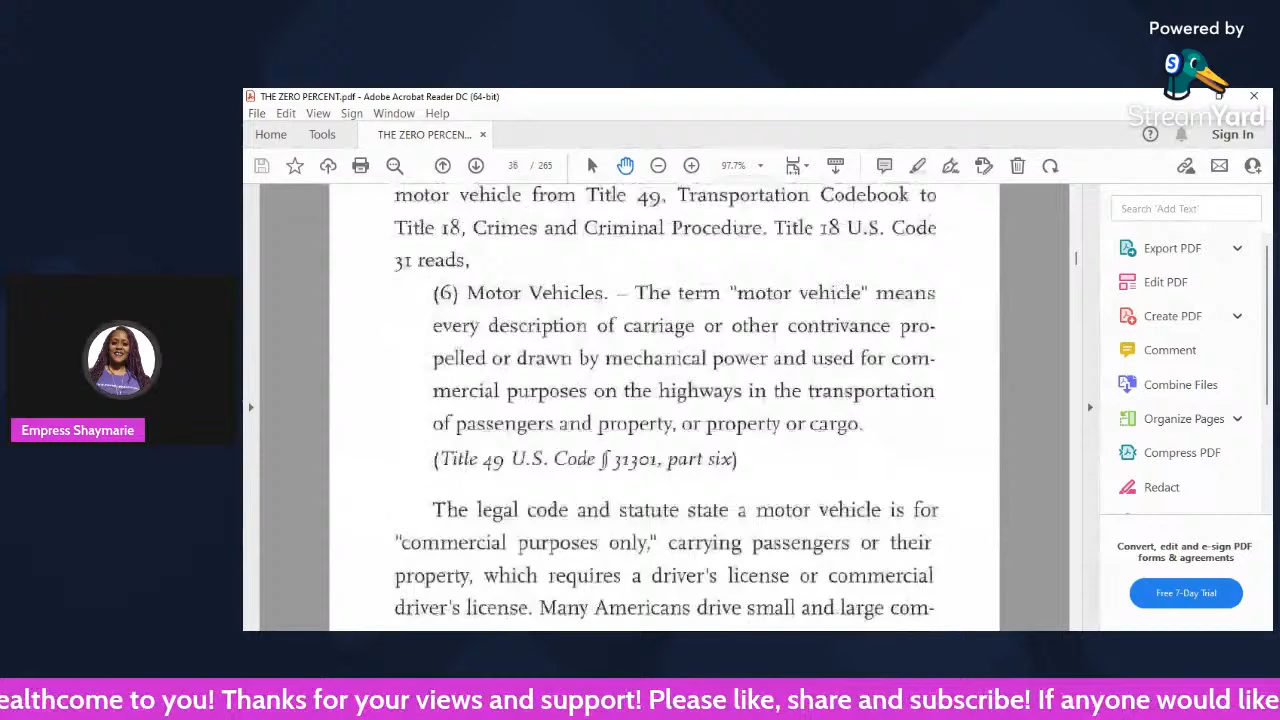 Powered by
StreamYard
THE ZERO PERCENT.pdf - Adobe Acrobat Reader DC (64-bit)
File Edit View Sign Window Help
Home Tools THE ZERO PERCEN... ×
Sign In
36 / 265 97.7%
motor vehicle from Title 49, Transportation Codebook to
Title 18, Crimes and Criminal Procedure. Title 18 U.S. Code
31 reads,
(6) Motor Vehicles. – The term "motor vehicle" means
every description of carriage or other contrivance pro-
pelled or drawn by mechanical power and used for com-
mercial purposes on the highways in the transportation
of passengers and property, or property or cargo.
(Title 49 U.S. Code § 31301, part six)
The legal code and statute state a motor vehicle is for
"commercial purposes only," carrying passengers or their
property, which requires a driver's license or commercial
driver's license. Many Americans drive small and large com-
Search 'Add Text'
Export PDF
Edit PDF
Create PDF
Comment
Combine Files
Organize Pages
Compress PDF
Redact
Convert, edit and e-sign PDF
forms & agreements
Free 7-Day Trial
Empress Shaymarie
ealthcome to you! Thanks for your views and support! Please like, share and subscribe! If anyone would like